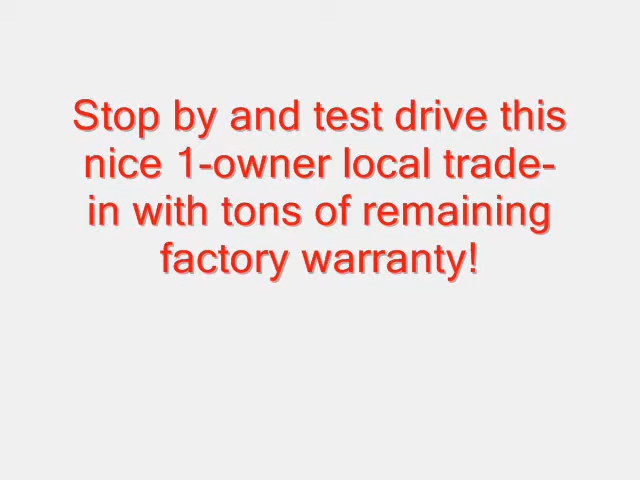 Stop by and test drive this
nice 1-owner local trade-
in with tons of remaining
factory warranty!